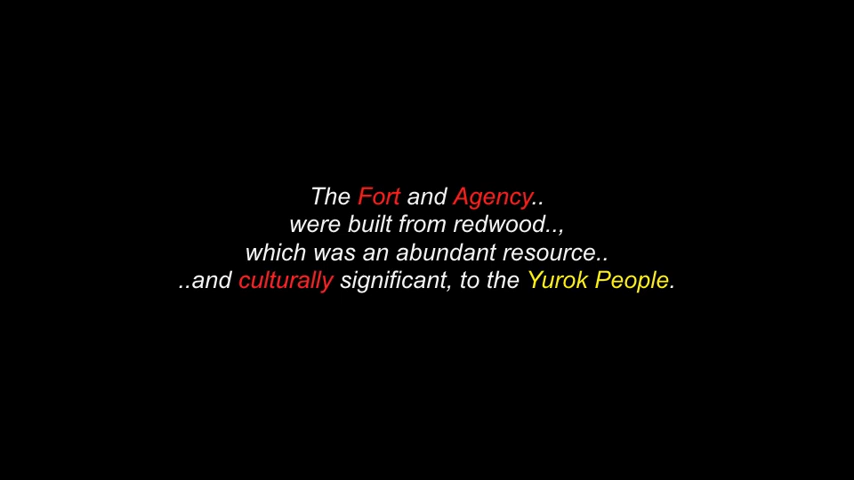 The Fort and Agency..
were built from redwood..,
which was an abundant resource..
..and culturally significant, to the Yurok People.